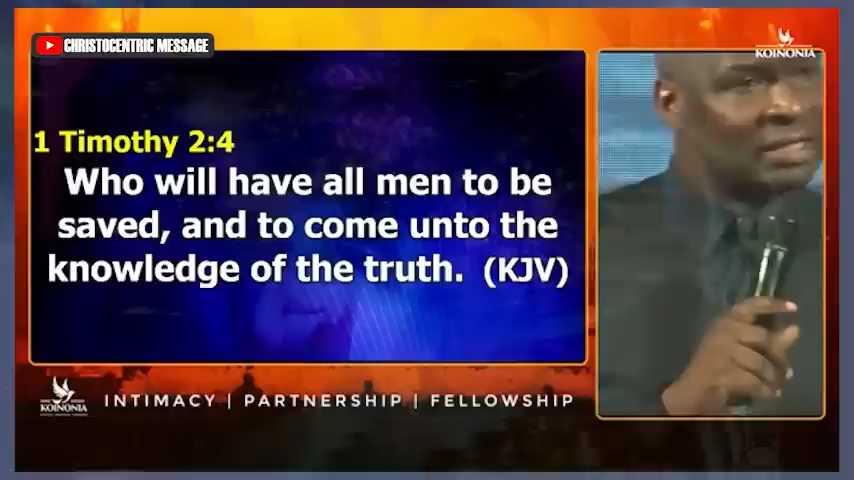 CHRISTOCENTRIC MESSAGE
KOINONIA
1 Timothy 2:4
Who will have all men to be
saved, and to come unto the
knowledge of the truth. (KJV)
KOINONIA
INTIMACY | PARTNERSHIP | FELLOWSHIP